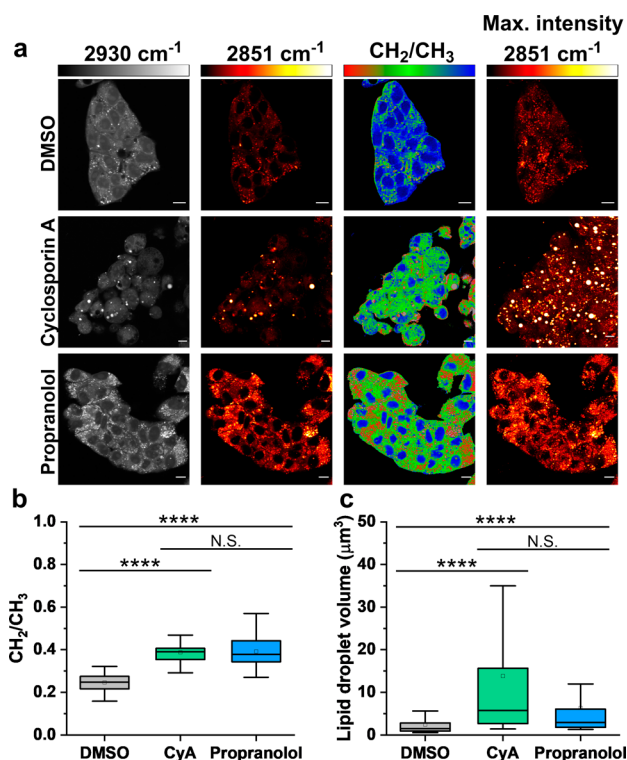 Max. intensity
a
2930 cm⁻¹ 2851 cm⁻¹ CH₂/CH₃ 2851 cm⁻¹
DMSO
Cyclosporin A
Propranolol
b
1.0
0.8
0.6
0.4
0.2
0.0
CH₂/CH₃
****
N.S.
****
DMSO CyA Propranolol
c
50
40
30
20
10
0
Lipid droplet volume (μm³)
****
N.S.
****
DMSO CyA Propranolol